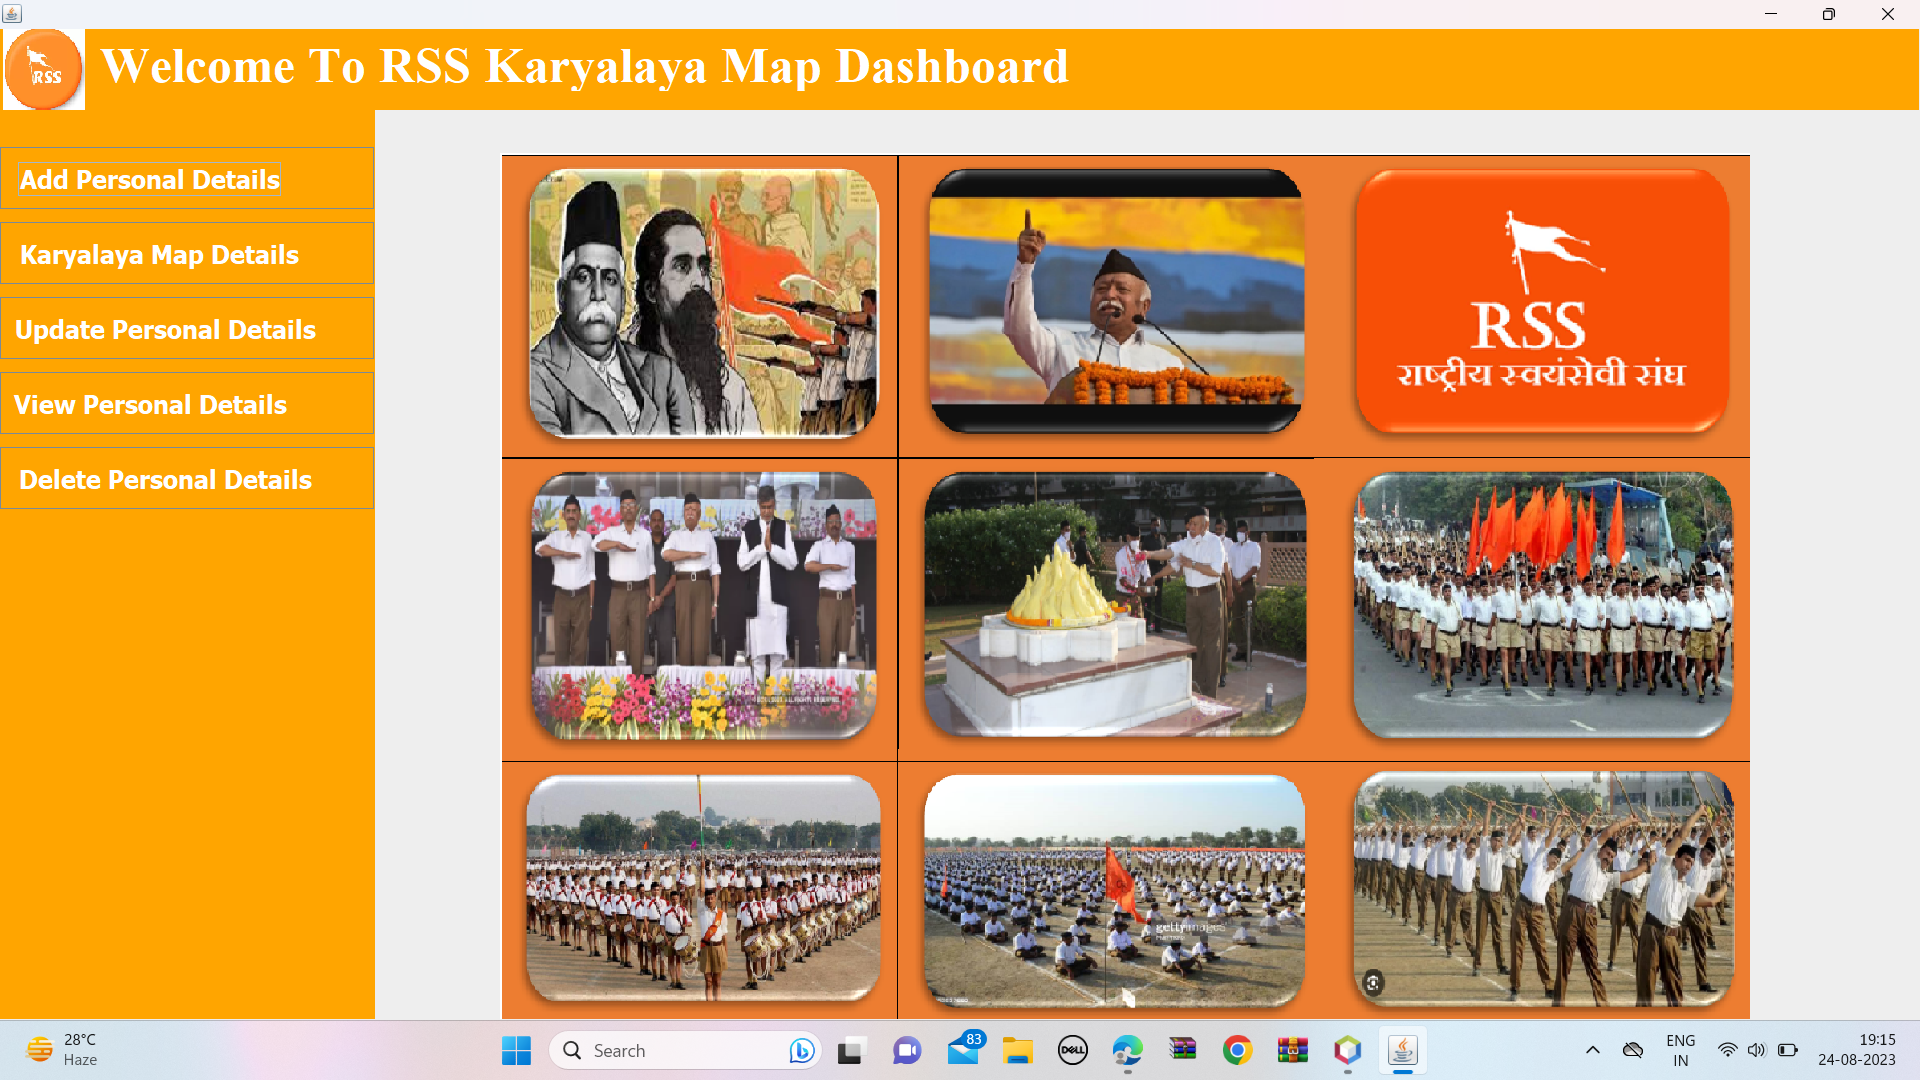 RSS
Welcome To RSS Karyalaya Map Dashboard
Add Personal Details
Karyalaya Map Details
Update Personal Details
View Personal Details
Delete Personal Details
RSS
राष्ट्रीय स्वयंसेवी संघ
gettyimages
28°C
Haze
Search
83
DELL
ENG
IN
19:15
24-08-2023